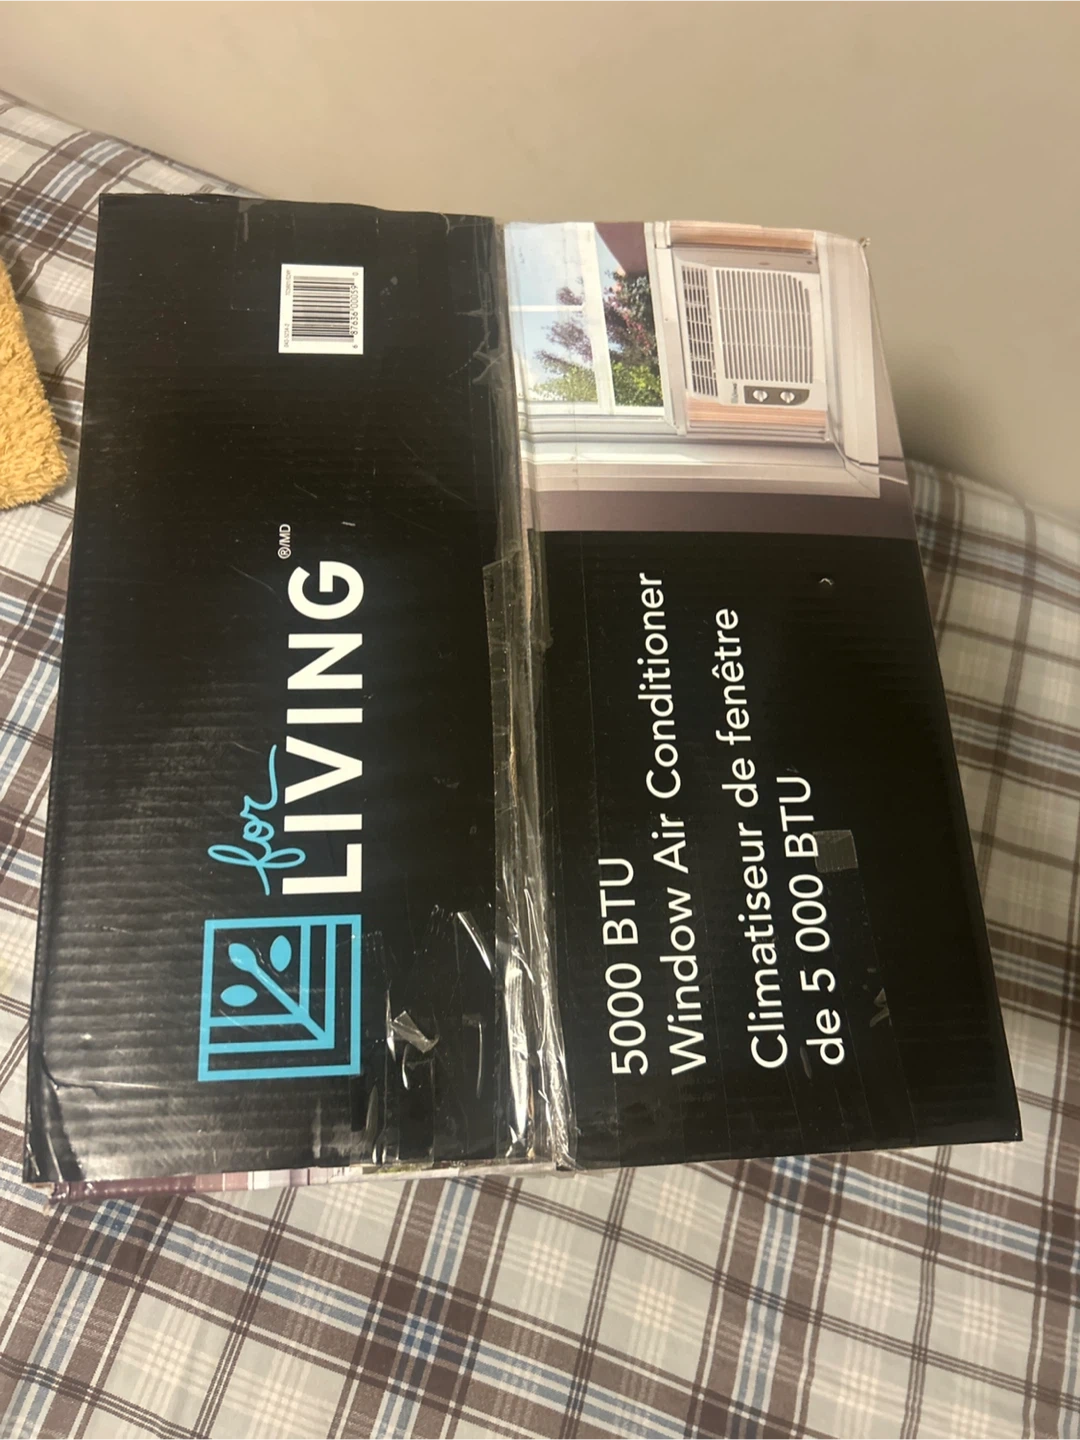 for
LIVING®/MD
5000 BTU
Window Air Conditioner
Climatiseur de fenêtre
de 5 000 BTU